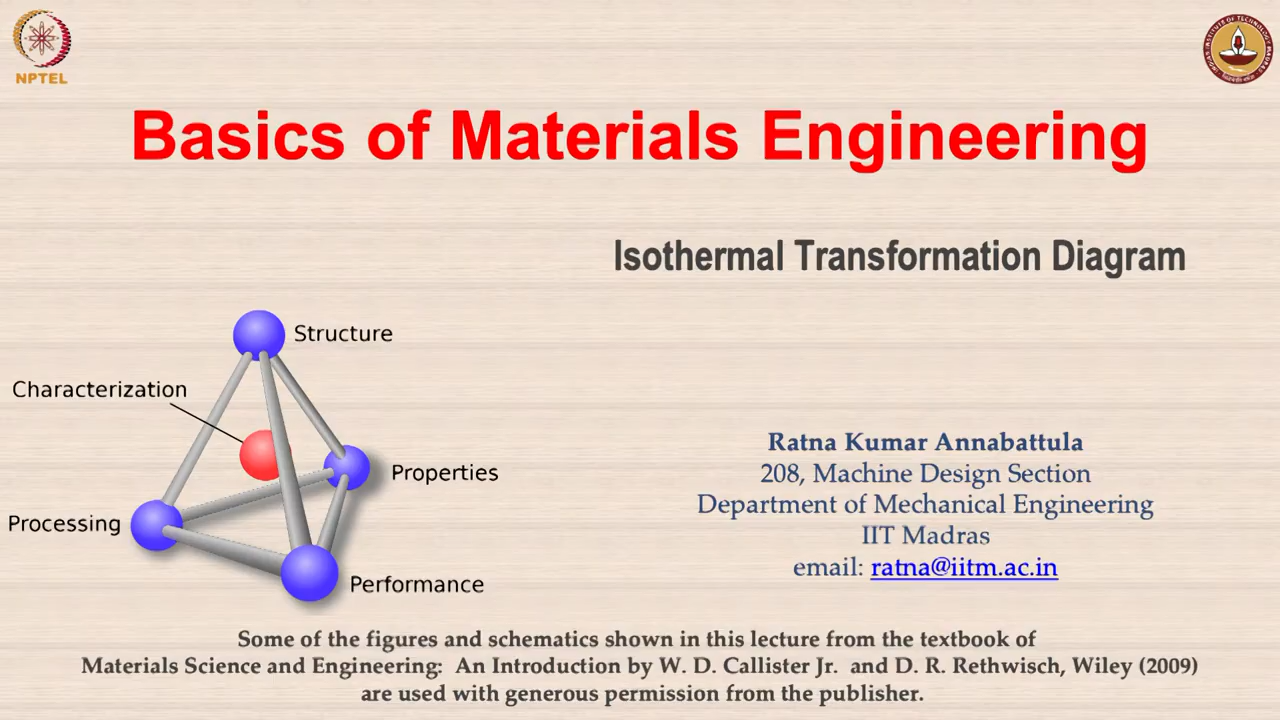 NPTEL
Basics of Materials Engineering
Isothermal Transformation Diagram
Structure
Characterization
Properties
Processing
Performance
Ratna Kumar Annabattula
208, Machine Design Section
Department of Mechanical Engineering
IIT Madras
email: ratna@iitm.ac.in
Some of the figures and schematics shown in this lecture from the textbook of
Materials Science and Engineering: An Introduction by W. D. Callister Jr. and D. R. Rethwisch, Wiley (2009)
are used with generous permission from the publisher.